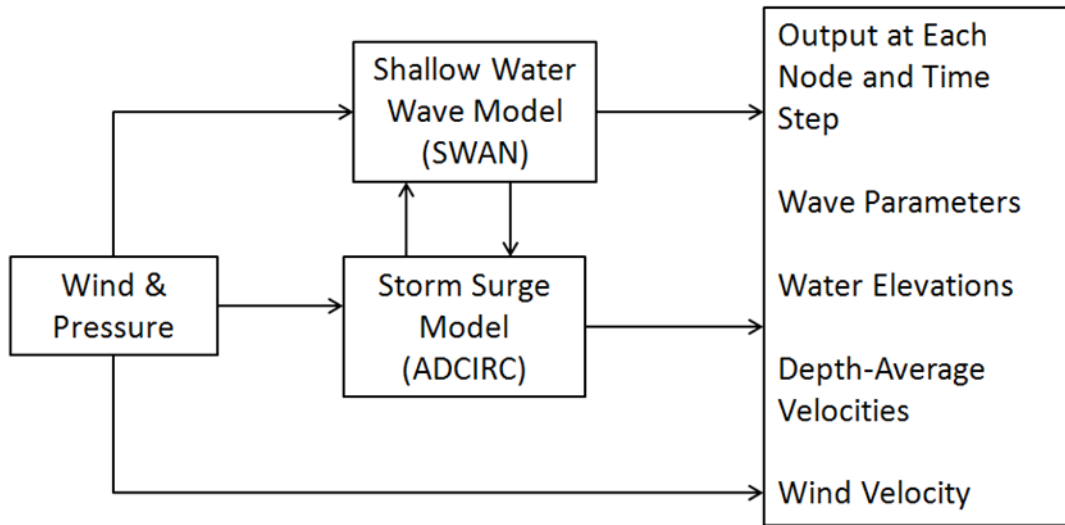 Wind &
Pressure
Shallow Water
Wave Model
(SWAN)
Storm Surge
Model
(ADCIRC)
Output at Each
Node and Time
Step
Wave Parameters
Water Elevations
Depth-Average
Velocities
Wind Velocity